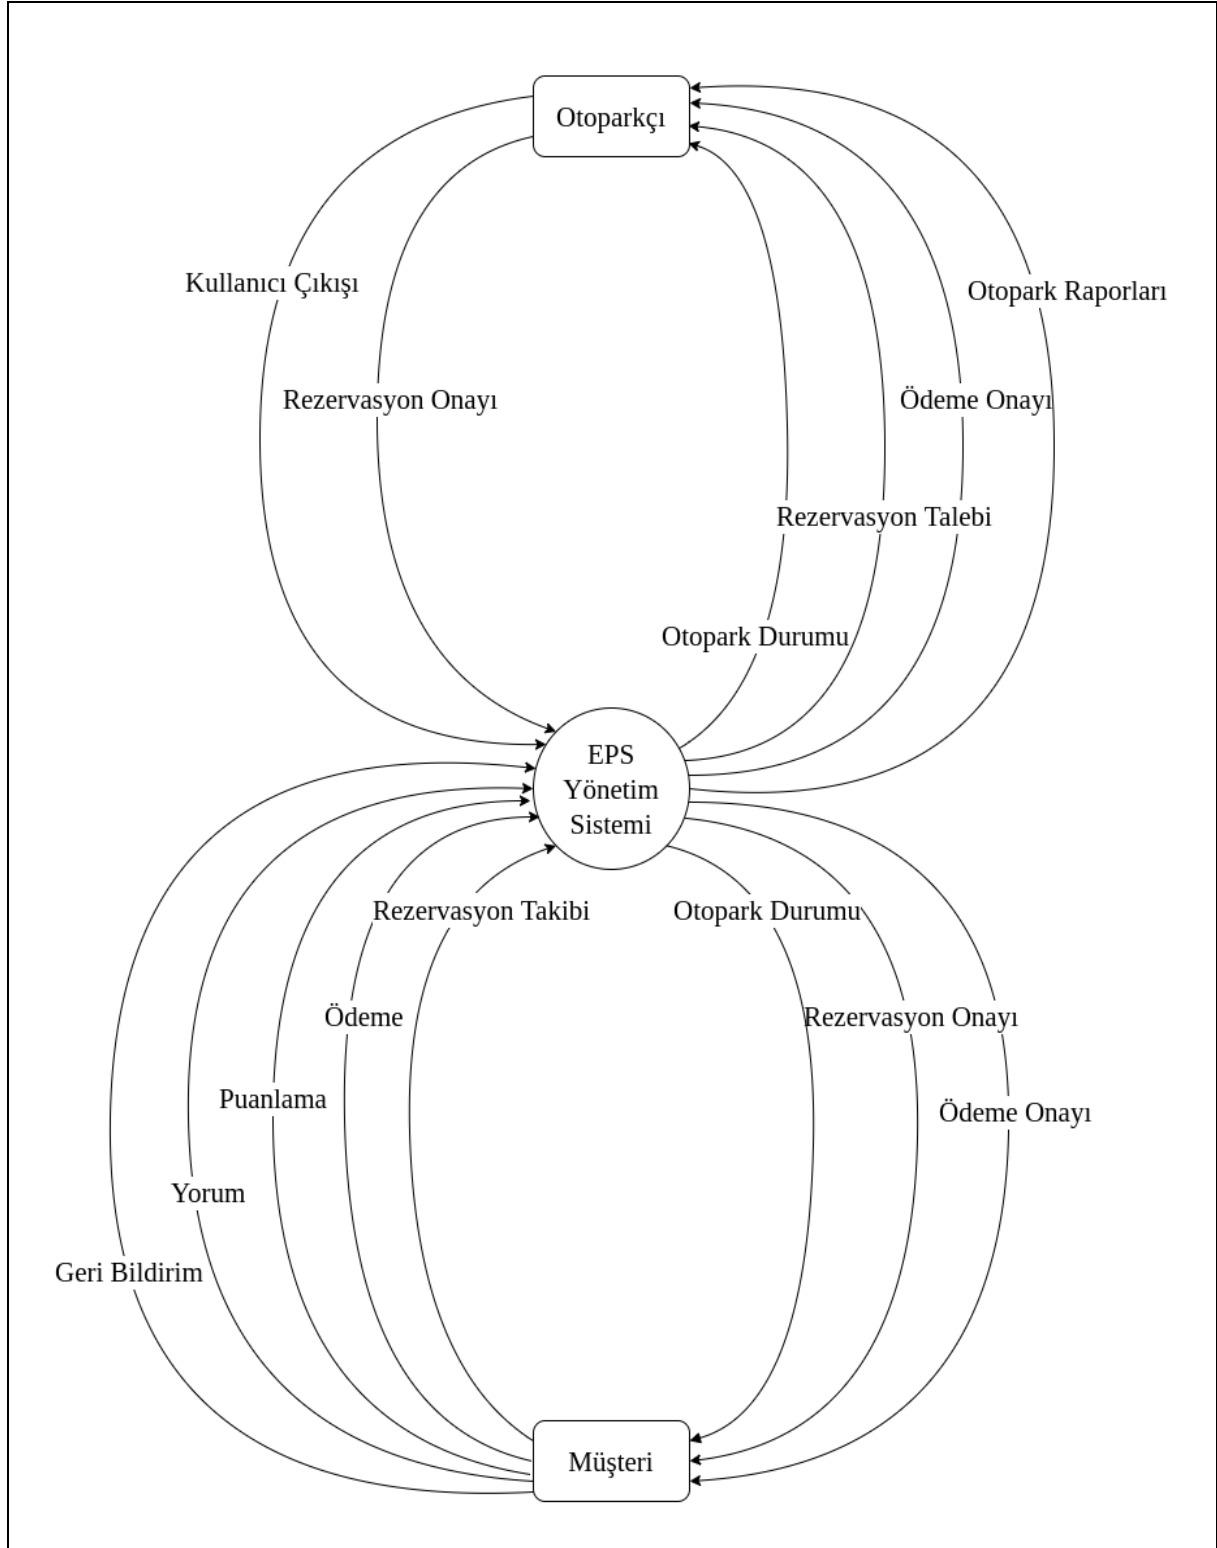 Otoparkçı
Kullanıcı Çıkışı
Otopark Raporları
Rezervasyon Onayı
Ödeme Onayı
Rezervasyon Talebi
Otopark Durumu
EPS
Yönetim
Sistemi
Rezervasyon Takibi
Otopark Durumu
Ödeme
Rezervasyon Onayı
Puanlama
Ödeme Onayı
Yorum
Geri Bildirim
Müşteri